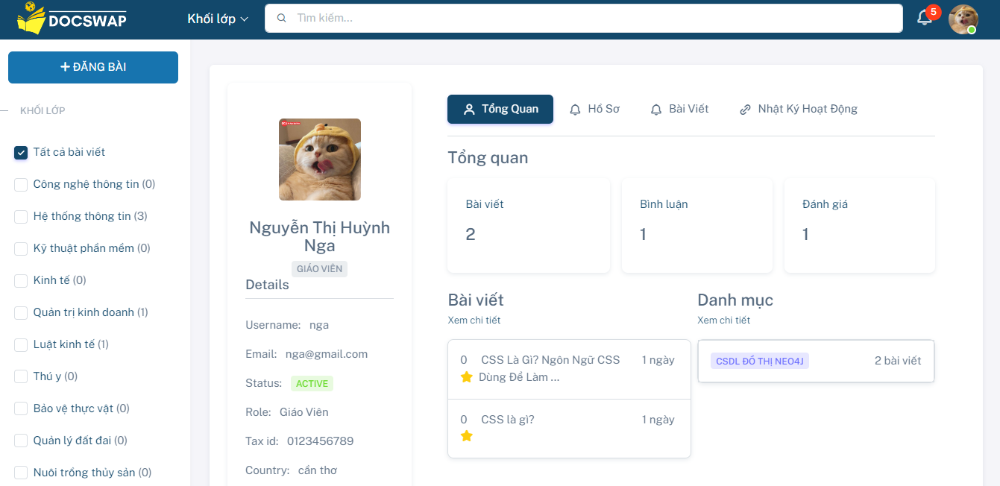 DOCSWAP
Khối lớp
Tìm kiếm...
5
ĐĂNG BÀI
KHỐI LỚP
Tất cả bài viết
Công nghệ thông tin (0)
Hệ thống thông tin (3)
Kỹ thuật phần mềm (0)
Kinh tế (0)
Quản trị kinh doanh (1)
Luật kinh tế (1)
Thú y (0)
Bảo vệ thực vật (0)
Quản lý đất đai (0)
Nuôi trồng thủy sản (0)
Nguyễn Thị Huỳnh
Nga
GIÁO VIÊN
Details
Username: nga
Email: nga@gmail.com
Status: ACTIVE
Role: Giáo Viên
Tax id: 0123456789
Country: cần thơ
Tổng Quan
Hồ Sơ
Bài Viết
Nhật Ký Hoạt Động
Tổng quan
Bài viết
2
Bình luận
1
Đánh giá
1
Bài viết
Xem chi tiết
0 CSS Là Gì? Ngôn Ngữ CSS 1 ngày
Dùng Để Làm ...
0 CSS là gì? 1 ngày
Danh mục
Xem chi tiết
CSDL ĐỒ THỊ NEO4J 2 bài viết